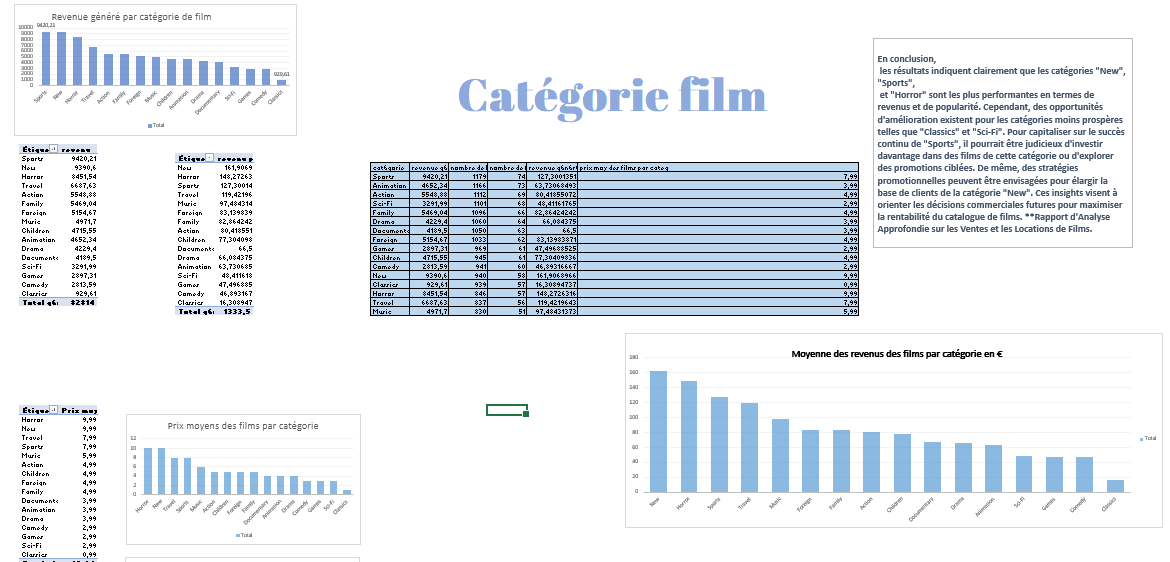 Revenue généré par catégorie de film
10000
9420,21
9000
8000
7000
6000
5000
4000
3000
2000
1000
0
929,61
Sports
New
Horror
Travel
Action
Family
Foreign
Music
Children
Animation
Drama
Documentary
Sci-Fi
Games
Comedy
Classics
Total
Sports 9420,21
New 9390,6
Horror 8451,54
Travel 6687,63
Action 5548,88
Family 5469,04
Foreign 5154,67
Music 4971,7
Children 4715,55
Animation 4652,34
Drama 4229,4
Documenta 4189,5
Sci-Fi 3291,99
Games 2897,31
Comedy 2813,59
Classics 929,61
Total gé: 82814
New 161,9069
Horror 148,27263
Sports 127,30014
Travel 119,42196
Music 97,484314
Foreign 83,139839
Family 82,864242
Action 80,418551
Children 77,304098
Documenta 66,5
Drama 66,084375
Animation 63,730685
Sci-Fi 48,411618
Games 47,496885
Comedy 46,893167
Classics 16,308947
Total gé: 1333,5
Catégorie film
catégorie revenue gé nombre de nombre de revenue généré prix moy des films par categ
Sports 9420,21 1179 74 127,3001351 7,99
Animation 4652,34 1166 73 63,73068493 3,99
Action 5548,88 1112 69 80,41855072 4,99
Sci-Fi 3291,99 1101 68 48,41161765 2,99
Family 5469,04 1096 66 82,86424242 4,99
Drama 4229,4 1060 64 66,084375 3,99
Documenta 4189,5 1050 63 66,5 3,99
Foreign 5154,67 1033 62 83,13983871 4,99
Games 2897,31 969 61 47,49688525 2,99
Children 4715,55 945 61 77,30409836 4,99
Comedy 2813,59 941 60 46,89316667 2,99
New 9390,6 940 58 161,9068966 9,99
Classics 929,61 939 57 16,30894737 0,99
Horror 8451,54 846 57 148,2726316 9,99
Travel 6687,63 837 56 119,4219643 7,99
Music 4971,7 830 51 97,48431373 5,99
En conclusion,
les résultats indiquent clairement que les catégories "New",
"Sports",
et "Horror" sont les plus performantes en termes de
revenus et de popularité. Cependant, des opportunités
d'amélioration existent pour les catégories moins prospères
telles que "Classics" et "Sci-Fi". Pour capitaliser sur le succès
continu de "Sports", il pourrait être judicieux d'investir
davantage dans des films de cette catégorie ou d'explorer
des promotions ciblées. De même, des stratégies
promotionnelles peuvent être envisagées pour élargir la
base de clients de la catégorie "New". Ces insights visent à
orienter les décisions commerciales futures pour maximiser
la rentabilité du catalogue de films. **Rapport d'Analyse
Approfondie sur les Ventes et les Locations de Films.
Moyenne des revenus des films par catégorie en €
180
160
140
120
100
80
60
40
20
0
New
Horror
Sports
Travel
Music
Foreign
Family
Action
Children
Documentary
Drama
Animation
Sci-Fi
Games
Comedy
Classics
Total
Étique Prix moy
Horror 9,99
New 9,99
Travel 7,99
Sports 7,99
Music 5,99
Action 4,99
Children 4,99
Foreign 4,99
Family 4,99
Documenta 3,99
Animation 3,99
Drama 3,99
Comedy 2,99
Games 2,99
Sci-Fi 2,99
Classics 0,99
Prix moyens des films par catégorie
12
10
8
6
4
2
0
Horror
New
Travel
Sports
Music
Action
Children
Foreign
Family
Documentary
Animation
Drama
Comedy
Games
Sci-Fi
Classics
Total